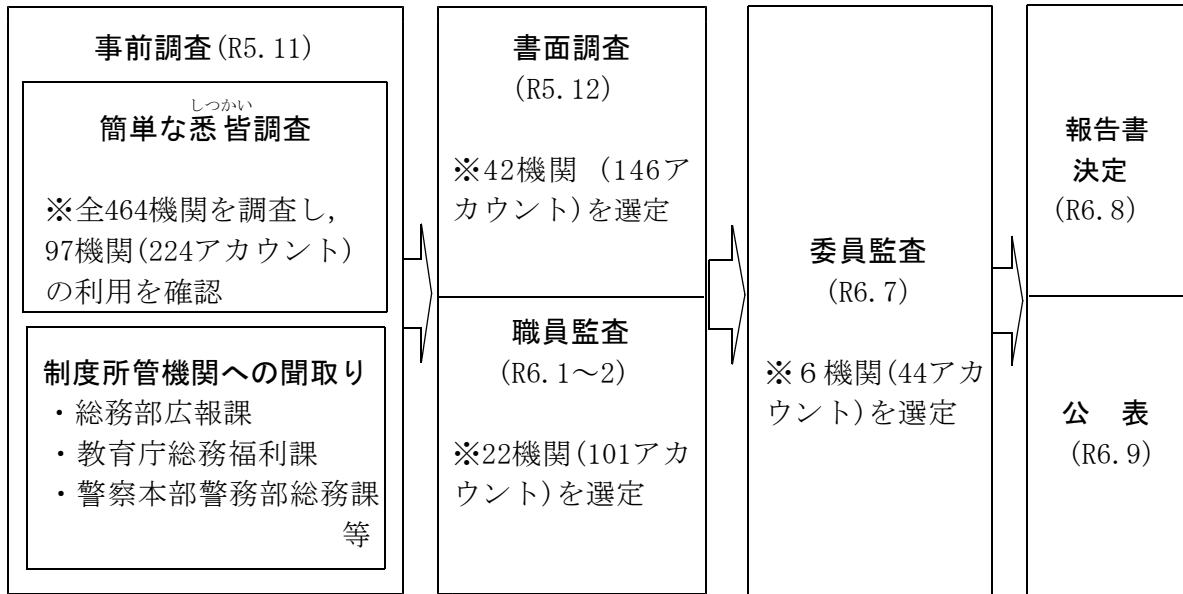 事前調査(R5.11)
しつかい
簡単な悉皆調査
※全464機関を調査し，
97機関(224アカウント)
の利用を確認
制度所管機関への聞取り
・総務部広報課
・教育庁総務福利課
・警察本部警務部総務課
等
書面調査
(R5.12)
※42機関 (146ア
カウント)を選定
職員監査
(R6.1～2)
※22機関(101アカ
ウント)を選定
委員監査
(R6.7)
※６機関(44アカ
ウント)を選定
報告書
決定
(R6.8)
公　表
(R6.9)